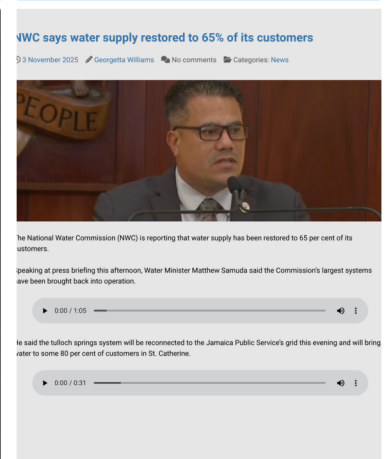 NWC says water supply restored to 65% of its customers
3 November 2025 Georgetta Williams No comments Categories: News
PEOPLE
The National Water Commission (NWC) is reporting that water supply has been restored to 65 per cent of its
customers.
Speaking at press briefing this afternoon, Water Minister Matthew Samuda said the Commission's largest systems
have been brought back into operation.
0:00 / 1:05
He said the tulloch springs system will be reconnected to the Jamaica Public Service's grid this evening and will bring
water to some 80 per cent of customers in St. Catherine.
0:00 / 0:31